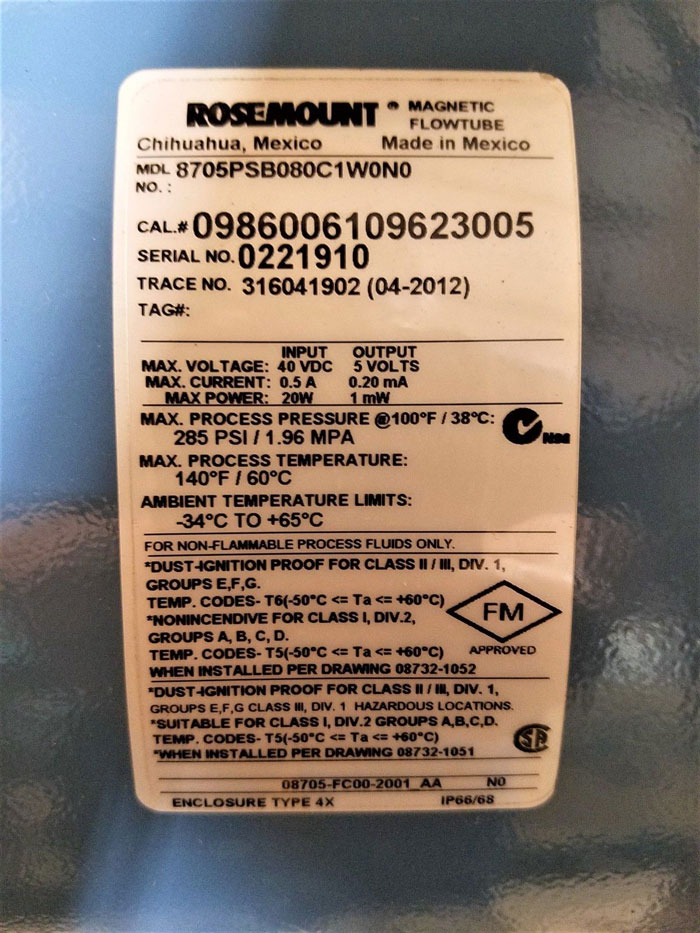 ROSEMOUNT ® MAGNETIC FLOWTUBE
Chihuahua, Mexico Made in Mexico
MDL 8705PSB080C1W0N0
NO. :
CAL.# 0986006109623005
SERIAL NO. 0221910
TRACE NO. 316041902 (04-2012)
TAG#:
INPUT OUTPUT
MAX. VOLTAGE: 40 VDC 5 VOLTS
MAX. CURRENT: 0.5 A 0.20 mA
MAX POWER: 20W 1 mW
MAX. PROCESS PRESSURE @100°F / 38°C:
285 PSI / 1.96 MPA
N96
MAX. PROCESS TEMPERATURE:
140°F / 60°C
AMBIENT TEMPERATURE LIMITS:
-34°C TO +65°C
FOR NON-FLAMMABLE PROCESS FLUIDS ONLY.
*DUST-IGNITION PROOF FOR CLASS II / III, DIV. 1,
GROUPS E,F,G.
TEMP. CODES- T6(-50°C <= Ta <= +60°C)
*NONINCENDIVE FOR CLASS I, DIV.2,
GROUPS A, B, C, D.
TEMP. CODES- T5(-50°C <= Ta <= +60°C)
WHEN INSTALLED PER DRAWING 08732-1052
FM
APPROVED
*DUST-IGNITION PROOF FOR CLASS II / III, DIV. 1,
GROUPS E,F,G CLASS III, DIV. 1 HAZARDOUS LOCATIONS.
*SUITABLE FOR CLASS I, DIV.2 GROUPS A,B,C,D.
TEMP. CODES- T5(-50°C <= Ta <= +60°C)
*WHEN INSTALLED PER DRAWING 08732-1051
SA
08705-FC00-2001 AA N0
ENCLOSURE TYPE 4X IP66/68